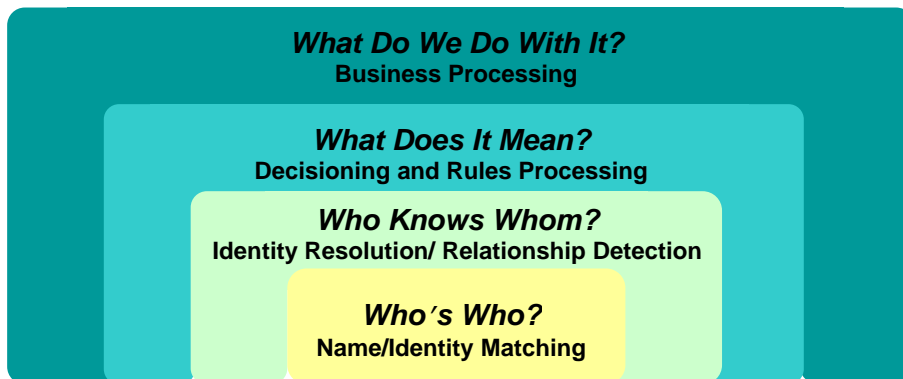 What Do We Do With It?
Business Processing
What Does It Mean?
Decisioning and Rules Processing
Who Knows Whom?
Identity Resolution/ Relationship Detection
Who's Who?
Name/Identity Matching